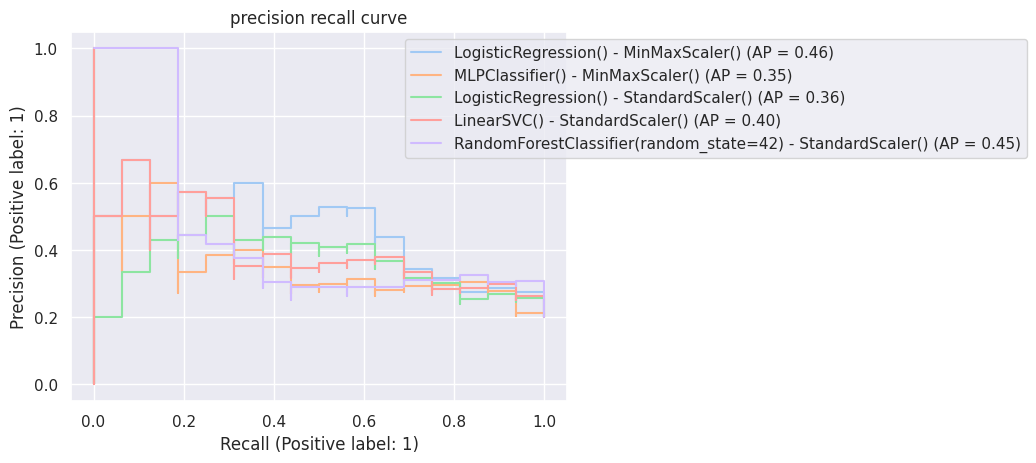 precision recall curve
LogisticRegression() - MinMaxScaler() (AP = 0.46)
MLPClassifier() - MinMaxScaler() (AP = 0.35)
LogisticRegression() - StandardScaler() (AP = 0.36)
LinearSVC() - StandardScaler() (AP = 0.40)
RandomForestClassifier(random_state=42) - StandardScaler() (AP = 0.45)
Precision (Positive label: 1)
1.0
0.8
0.6
0.4
0.2
0.0
0.0 0.2 0.4 0.6 0.8 1.0
Recall (Positive label: 1)